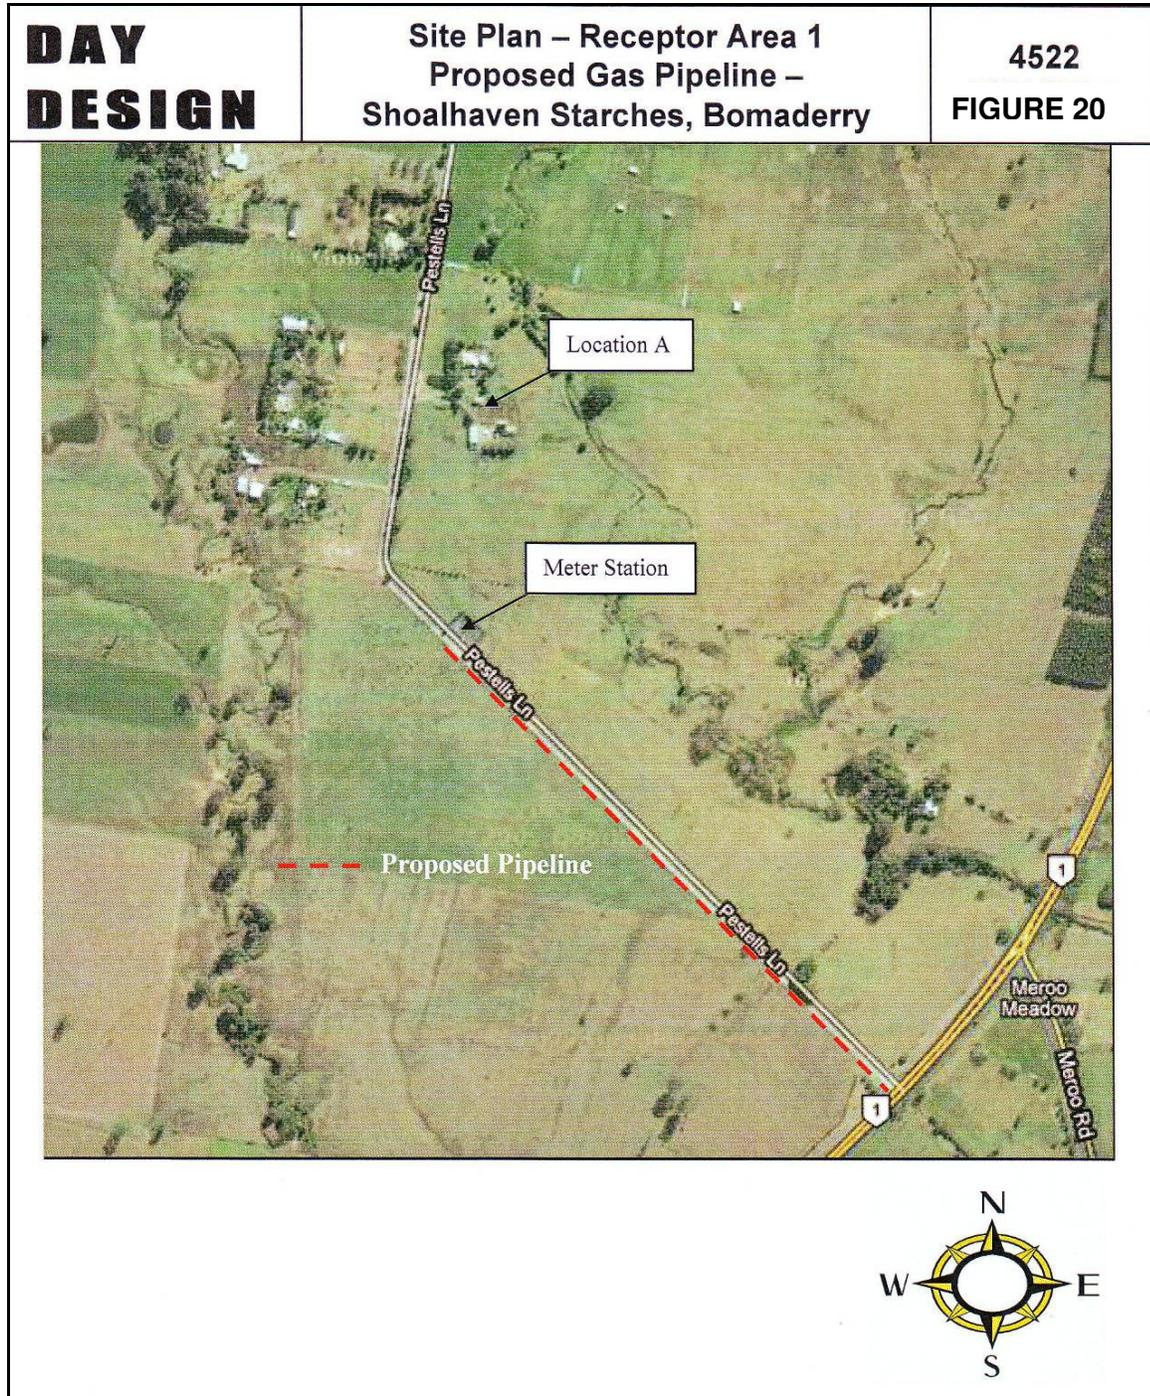 DAY
DESIGN
Site Plan – Receptor Area 1
Proposed Gas Pipeline –
Shoalhaven Starches, Bomaderry
4522
FIGURE 20
Pestells Ln
Location A
Meter Station
Pestells Ln
Proposed Pipeline
1
Pestells Ln
Meroo
Meadow
1
Meroo Rd
N
W
E
S